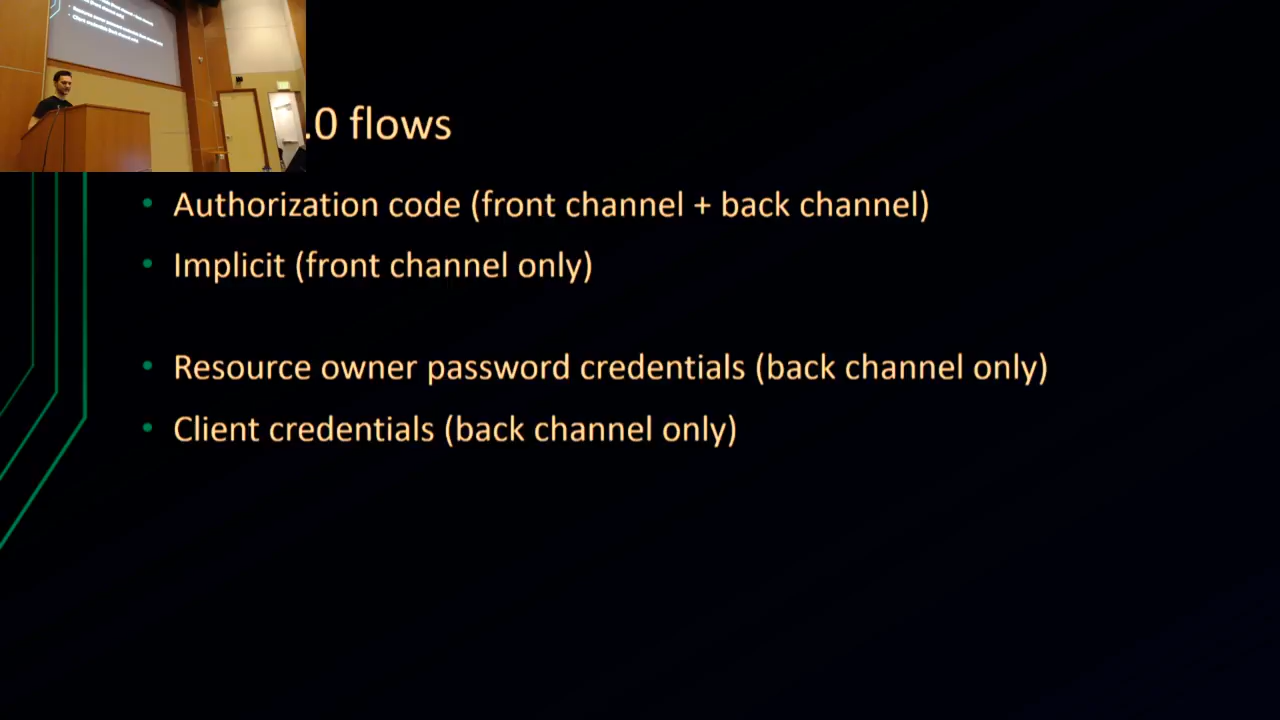 .0 flows
• Authorization code (front channel + back channel)
• Implicit (front channel only)
• Resource owner password credentials (back channel only)
• Client credentials (back channel only)